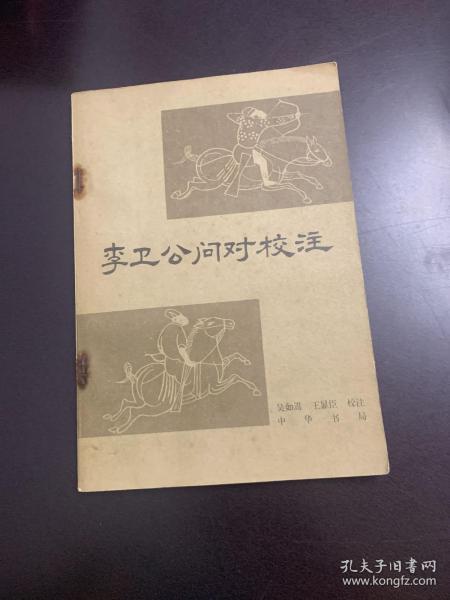 李卫公问对校注
吴如嵩 王显臣 校注
中华书局
孔夫子旧书网
www.kongfz.com